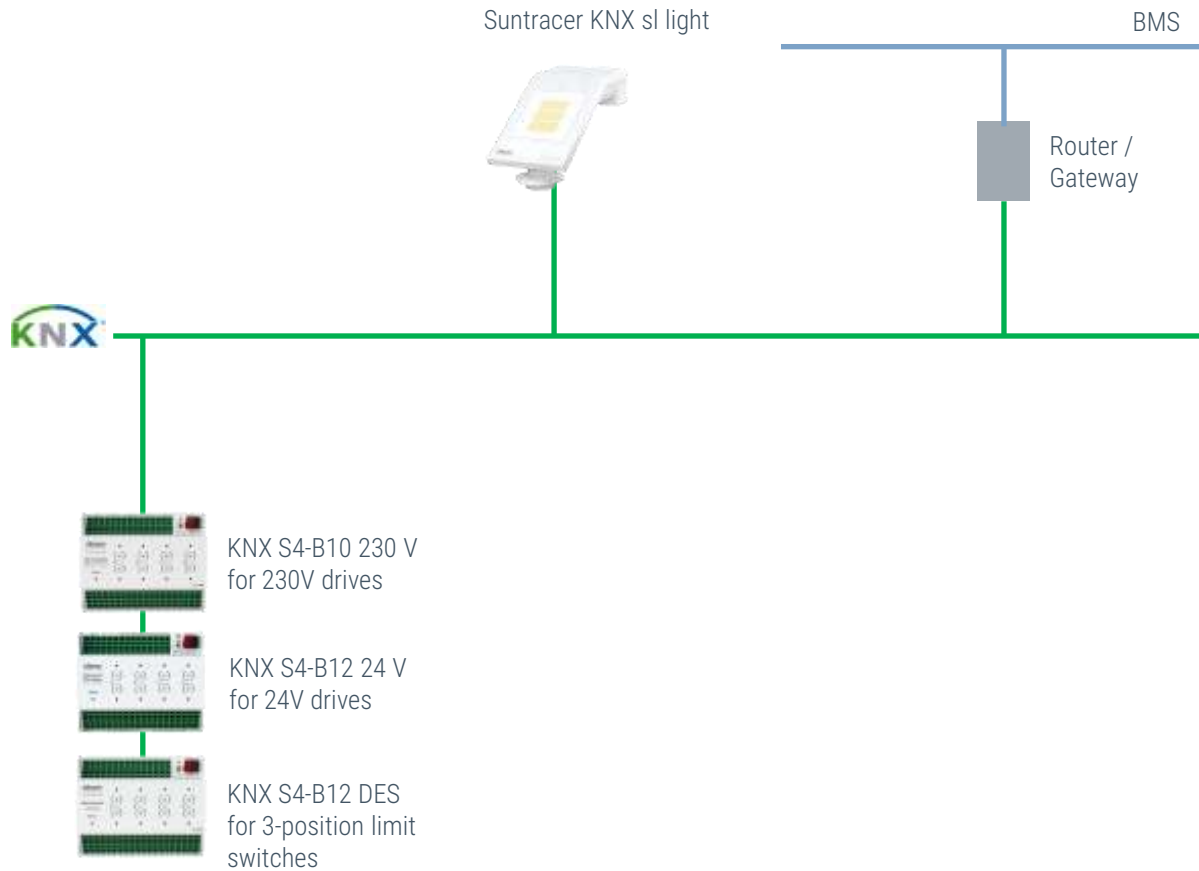 Suntracer KNX sl light
BMS
Router /
Gateway
KNX
KNX S4-B10 230 V
for 230V drives
KNX S4-B12 24 V
for 24V drives
KNX S4-B12 DES
for 3-position limit
switches